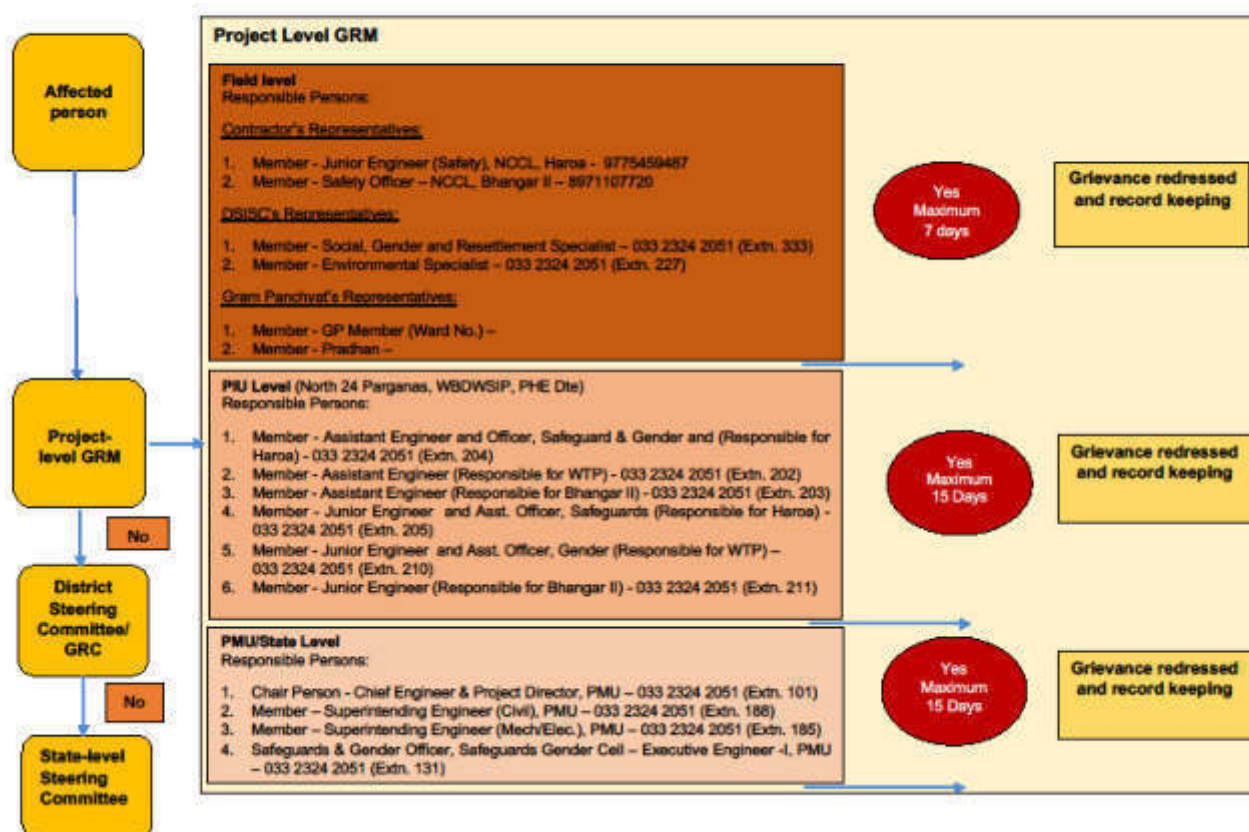 Affected
person
Project-
level GRM
No
District
Steering
Committee/
GRC
No
State-level
Steering
Committee
Project Level GRM
Field level
Responsible Persons:
Contractor's Representatives:
1. Member - Junior Engineer (Safety), NCCL, Haroa - 9775459487
2. Member - Safety Officer – NCCL, Bhangar II – 8971107720
DSISC's Representatives:
1. Member - Social, Gender and Resettlement Specialist – 033 2324 2051 (Extn. 333)
2. Member - Environmental Specialist – 033 2324 2051 (Extn. 227)
Gram Panchyat's Representatives:
1. Member - GP Member (Ward No.) –
2. Member - Pradhan –
Yes
Maximum
7 days
Grievance redressed
and record keeping
PIU Level (North 24 Parganas, WBDWSIP, PHE Dte)
Responsible Persons:
1. Member - Assistant Engineer and Officer, Safeguard & Gender and (Responsible for
Haroa) - 033 2324 2051 (Extn. 204)
2. Member - Assistant Engineer (Responsible for WTP) - 033 2324 2051 (Extn. 202)
3. Member - Assistant Engineer (Responsible for Bhangar II) - 033 2324 2051 (Extn. 203)
4. Member - Junior Engineer and Asst. Officer, Safeguards (Responsible for Haroa) -
033 2324 2051 (Extn. 205)
5. Member - Junior Engineer and Asst. Officer, Gender (Responsible for WTP) –
033 2324 2051 (Extn. 210)
6. Member - Junior Engineer (Responsible for Bhangar II) - 033 2324 2051 (Extn. 211)
Yes
Maximum
15 Days
Grievance redressed
and record keeping
PMU/State Level
Responsible Persons:
1. Chair Person - Chief Engineer & Project Director, PMU – 033 2324 2051 (Extn. 101)
2. Member – Superintending Engineer (Civil), PMU – 033 2324 2051 (Extn. 188)
3. Member – Superintending Engineer (Mech/Elec.), PMU – 033 2324 2051 (Extn. 185)
4. Safeguards & Gender Officer, Safeguards Gender Cell – Executive Engineer -I, PMU
– 033 2324 2051 (Extn. 131)
Yes
Maximum
15 Days
Grievance redressed
and record keeping